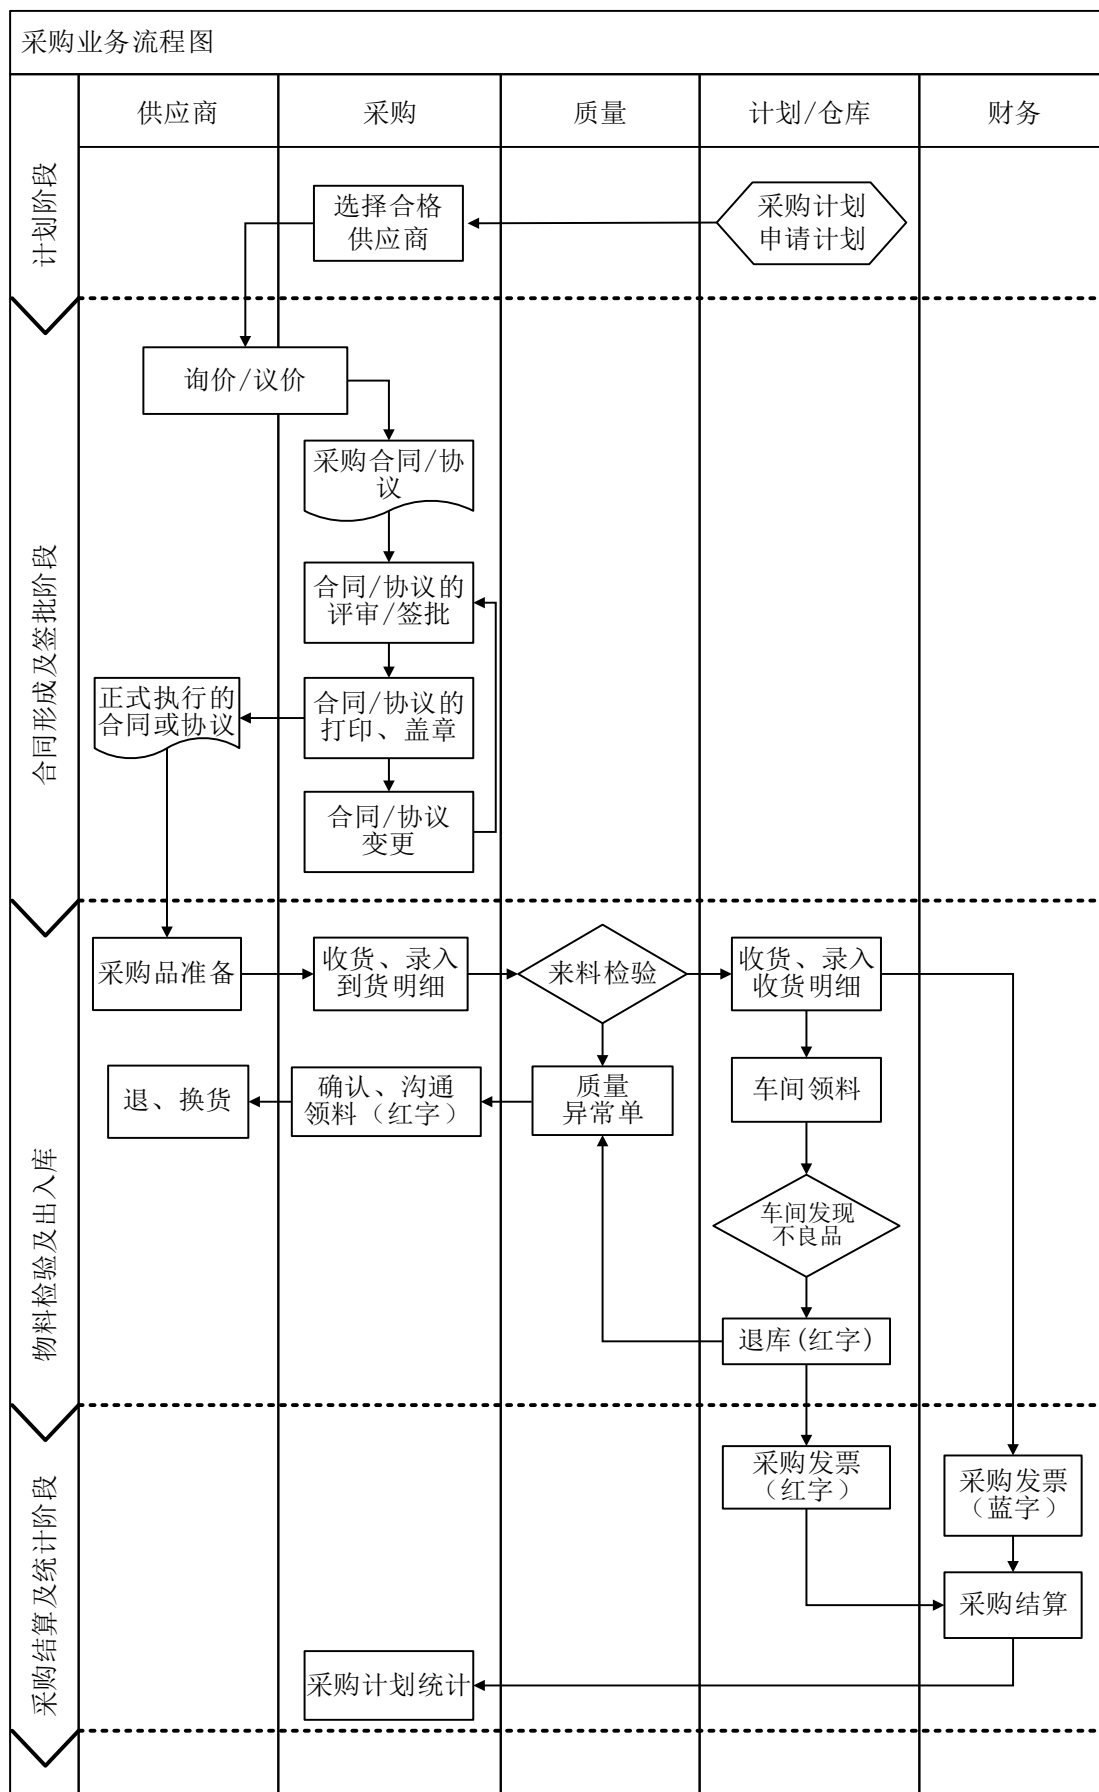 采购业务流程图
供应商
采购
质量
计划/仓库
财务
计划阶段
选择合格
供应商
采购计划
申请计划
合同形成及签批阶段
询价/议价
采购合同/协
议
合同/协议的
评审/签批
正式执行的
合同或协议
合同/协议的
打印、盖章
合同/协议
变更
物料检验及出入库
采购品准备
收货、录入
到货明细
来料检验
收货、录入
收货明细
退、换货
确认、沟通
领料（红字）
质量
异常单
车间领料
车间发现
不良品
退库(红字)
采购结算及统计阶段
采购发票
（红字）
采购发票
（蓝字）
采购结算
采购计划统计